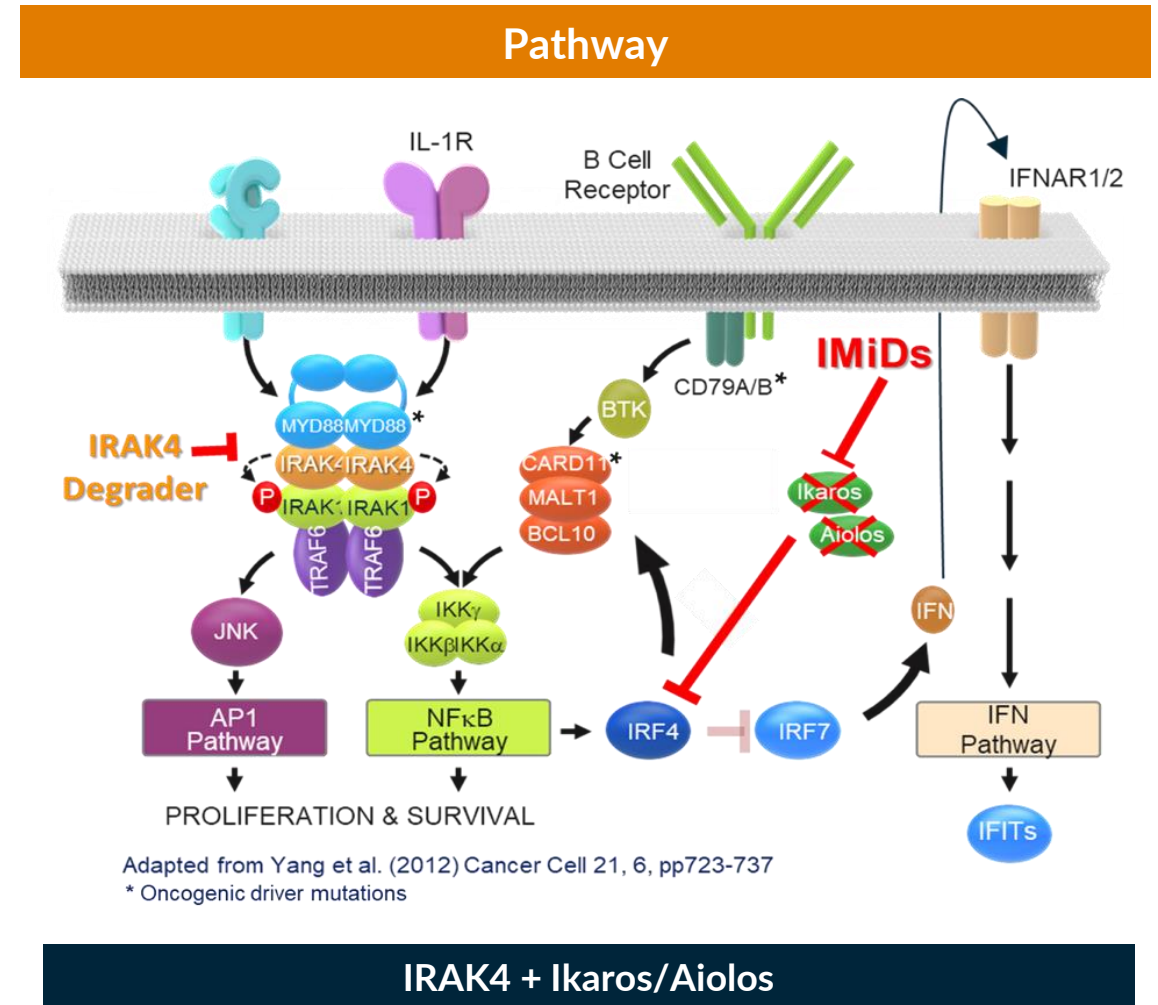 Pathway
IL-1R
B Cell
Receptor
IFNAR1/2
IMiDs
CD79A/B*
BTK
MYD88
MYD88
*
IRAK4
Degrader
IRAK4
IRAK4
CARD11*
MALT1
BCL10
P
IRAK1
IRAK1
P
TRAF6
TRAF6
Ikaros
Aiolos
JNK
IKKγ
IKKβ
IKKα
IFN
AP1
Pathway
NFκB
Pathway
IRF4
IRF7
IFN
Pathway
PROLIFERATION & SURVIVAL
IFITs
Adapted from Yang et al. (2012) Cancer Cell 21, 6, pp723-737
* Oncogenic driver mutations
IRAK4 + Ikaros/Aiolos